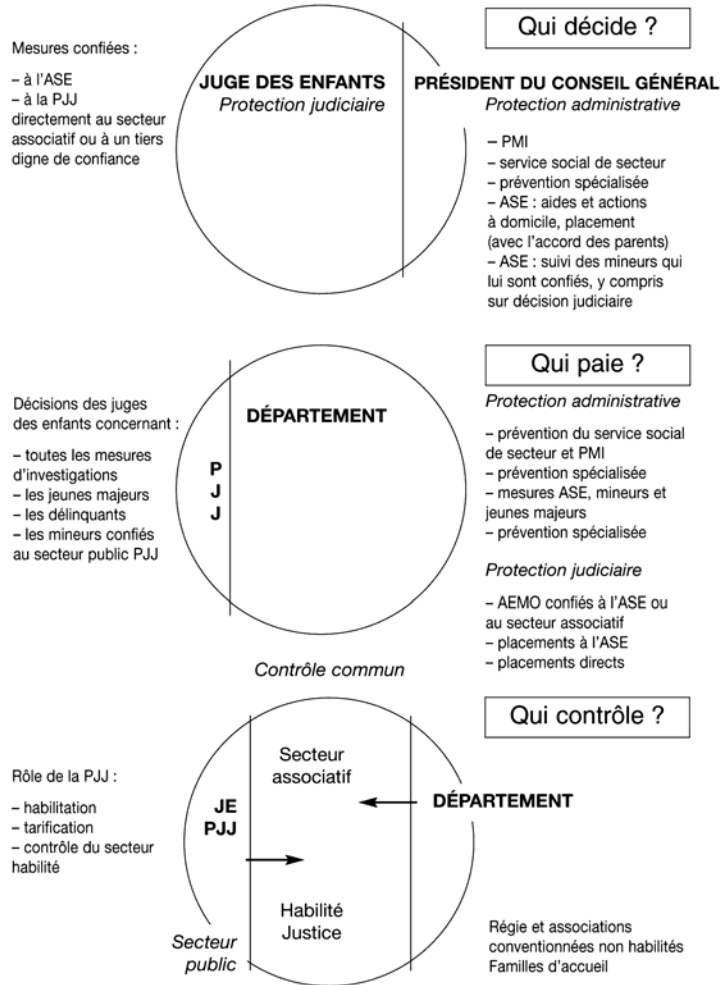 Qui décide ?
Mesures confiées :
– à l'ASE
– à la PJJ
directement au secteur
associatif ou à un tiers
digne de confiance
JUGE DES ENFANTS
Protection judiciaire
PRÉSIDENT DU CONSEIL GÉNÉRAL
Protection administrative
– PMI
– service social de secteur
– prévention spécialisée
– ASE : aides et actions
à domicile, placement
(avec l'accord des parents)
– ASE : suivi des mineurs qui
lui sont confiés, y compris
sur décision judiciaire
Qui paie ?
Décisions des juges
des enfants concernant :
– toutes les mesures
d'investigations
– les jeunes majeurs
– les délinquants
– les mineurs confiés
au secteur public PJJ
P
J
J
DÉPARTEMENT
Protection administrative
– prévention du service social
de secteur et PMI
– prévention spécialisée
– mesures ASE, mineurs et
jeunes majeurs
– prévention spécialisée
Protection judiciaire
– AEMO confiés à l'ASE ou
au secteur associatif
– placements à l'ASE
– placements directs
Contrôle commun
Qui contrôle ?
Rôle de la PJJ :
– habilitation
– tarification
– contrôle du secteur
habilité
JE
PJJ
Secteur
associatif
DÉPARTEMENT
Habilité
Justice
Secteur
public
Régie et associations
conventionnées non habilités
Familles d'accueil